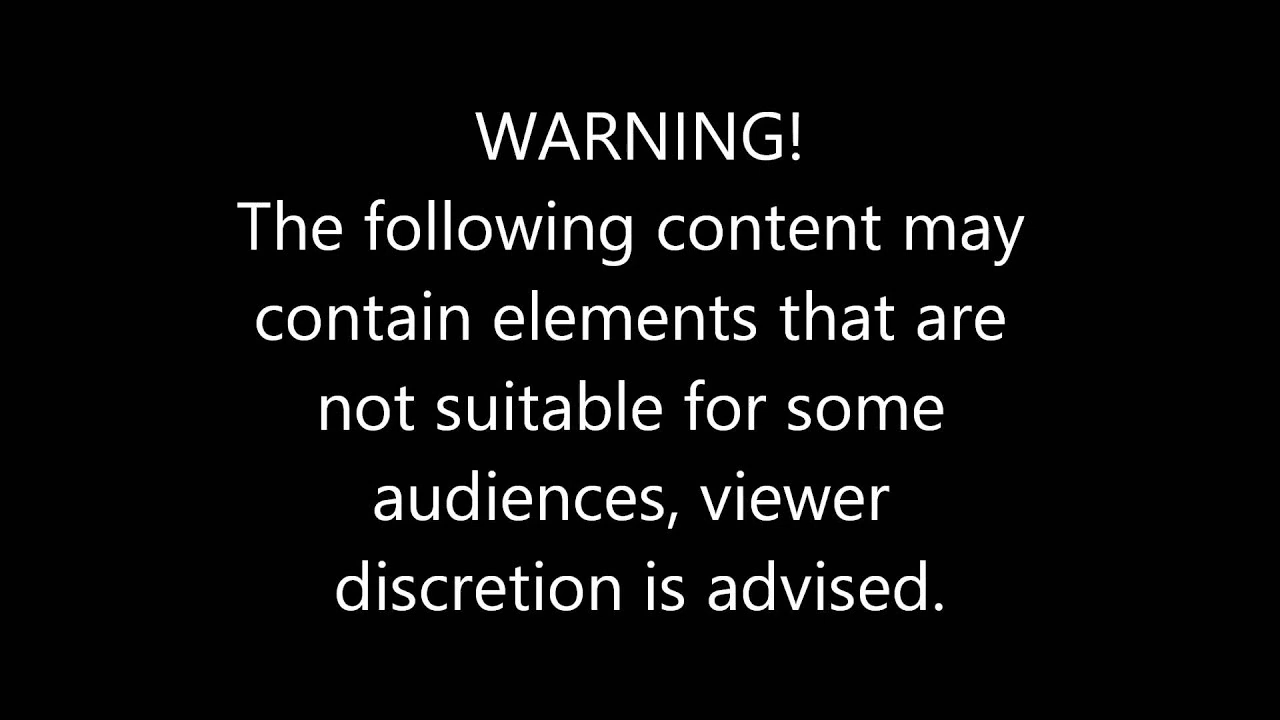 WARNING!
The following content may
contain elements that are
not suitable for some
audiences, viewer
discretion is advised.